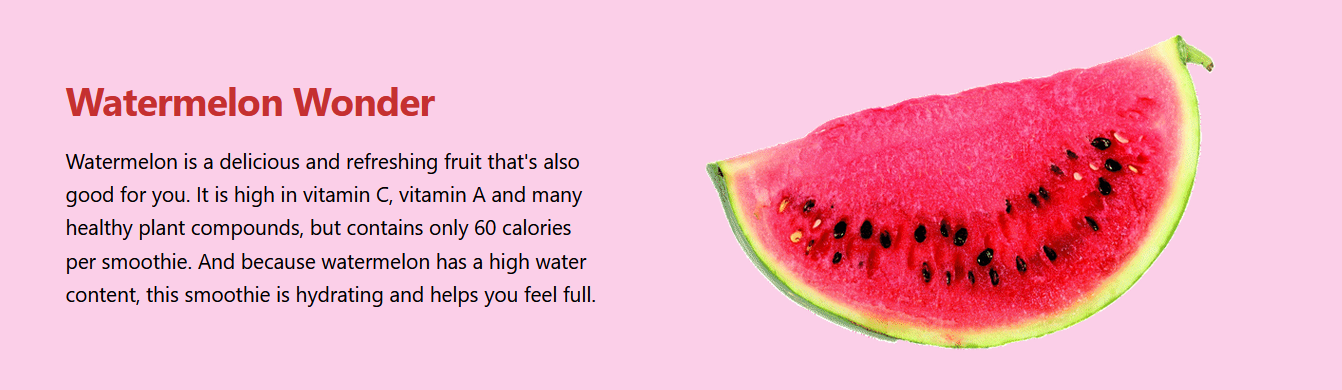 Watermelon Wonder
Watermelon is a delicious and refreshing fruit that's also
good for you. It is high in vitamin C, vitamin A and many
healthy plant compounds, but contains only 60 calories
per smoothie. And because watermelon has a high water
content, this smoothie is hydrating and helps you feel full.